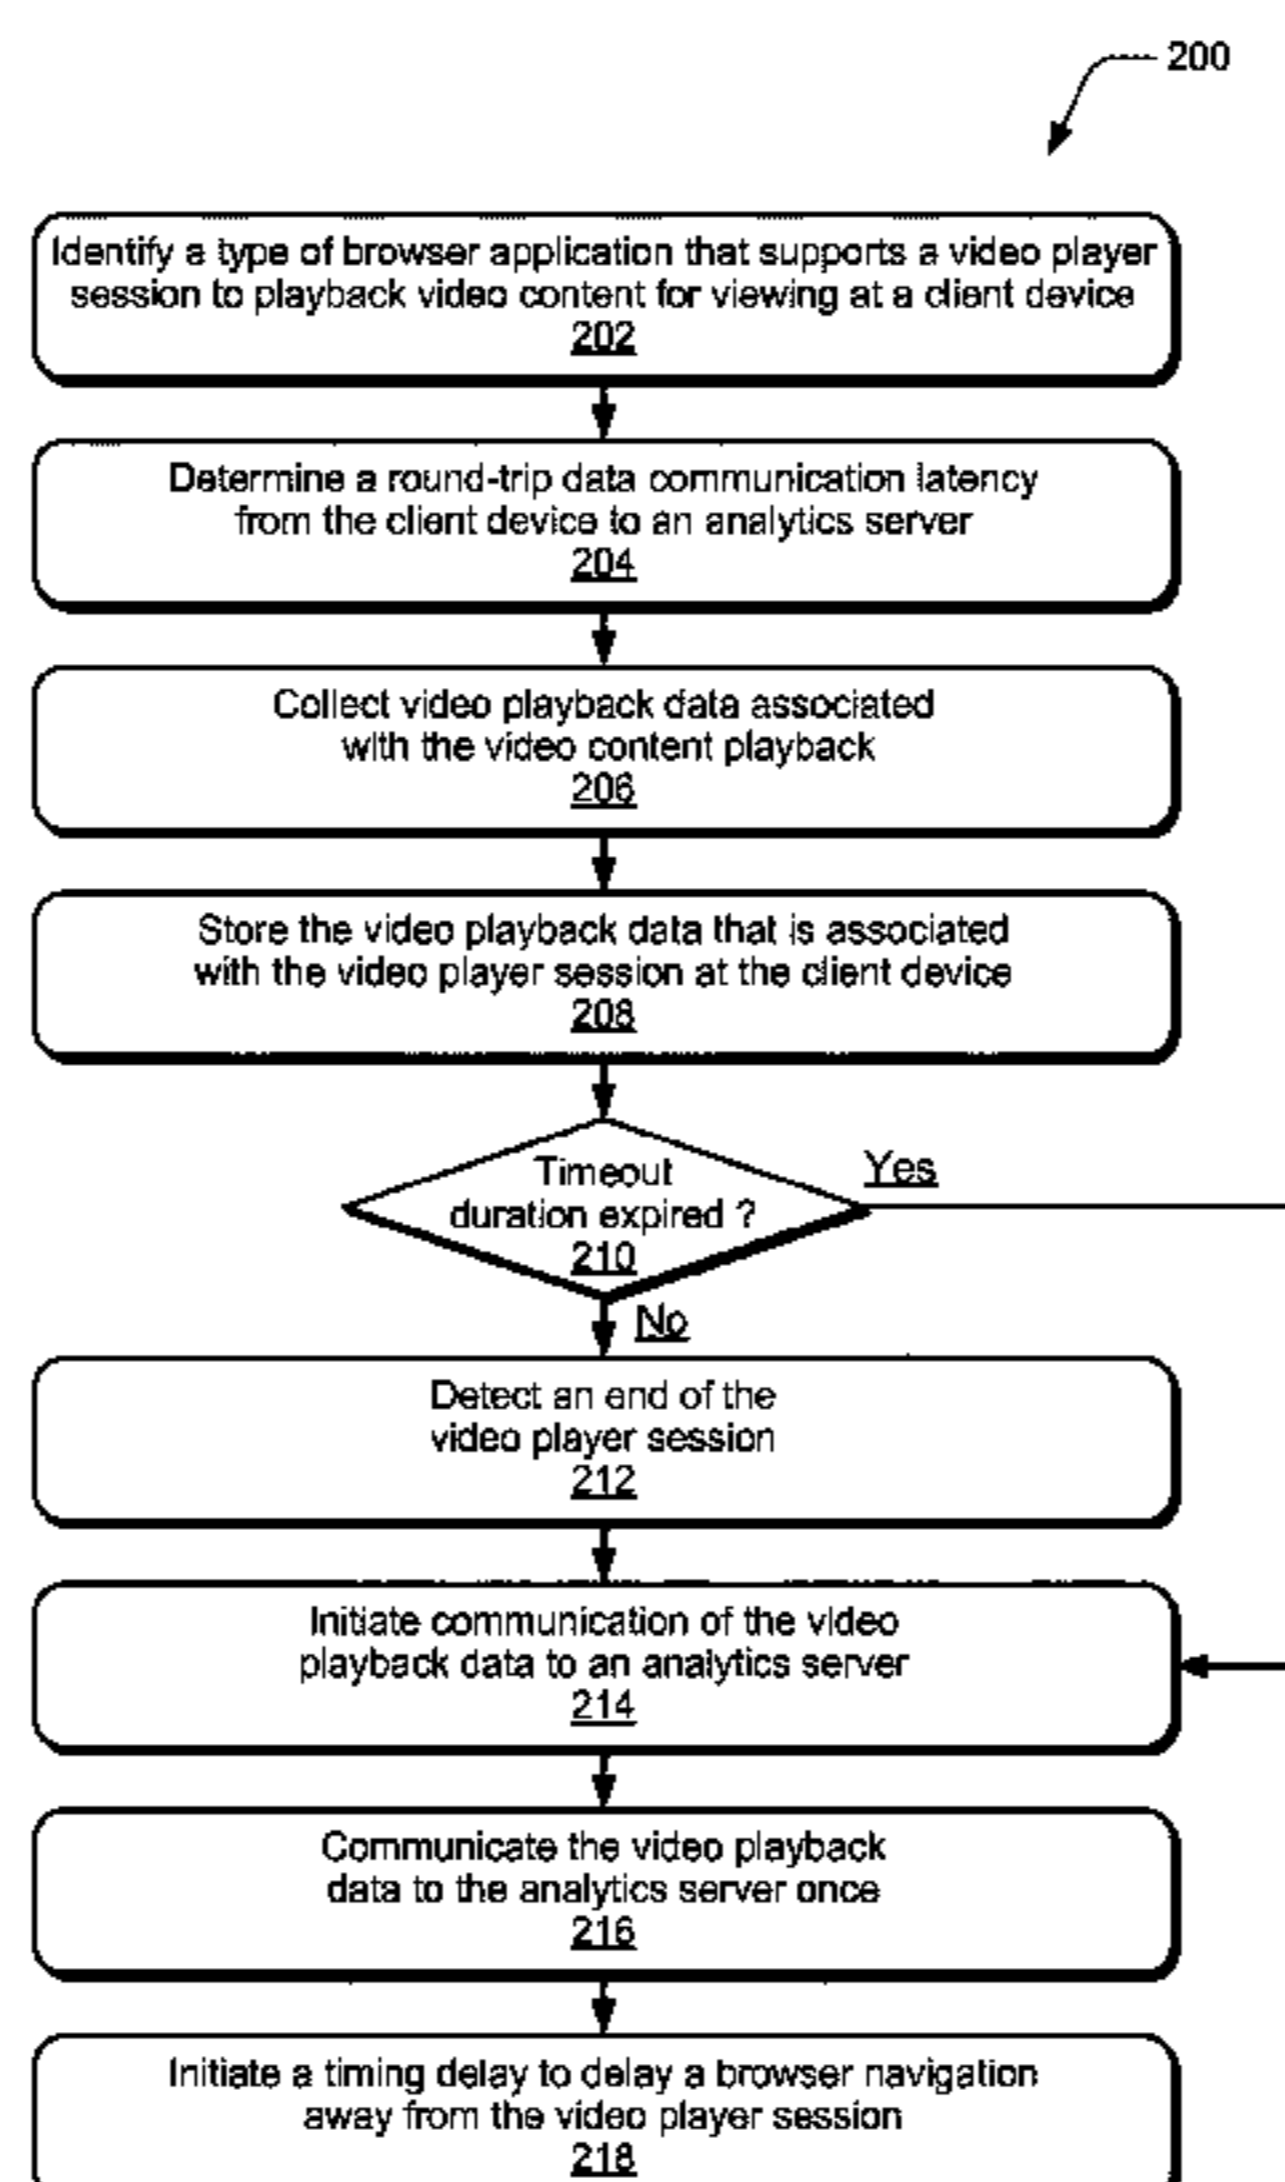 200
Identify a type of browser application that supports a video player
session to playback video content for viewing at a client device
202
Determine a round-trip data communication latency
from the client device to an analytics server
204
Collect video playback data associated
with the video content playback
206
Store the video playback data that is associated
with the video player session at the client device
208
Timeout
duration expired ?
210
Yes
No
Detect an end of the
video player session
212
Initiate communication of the video
playback data to an analytics server
214
Communicate the video playback
data to the analytics server once
216
Initiate a timing delay to delay a browser navigation
away from the video player session
218